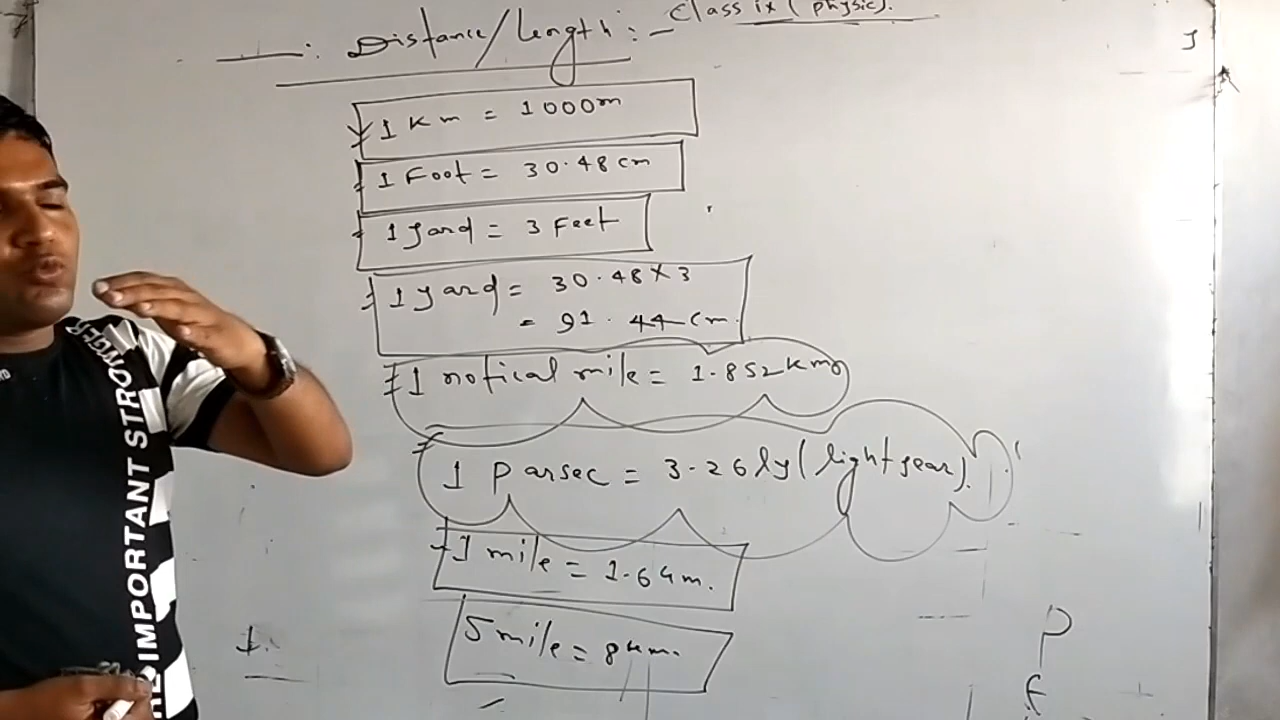 Class ix ( physic).
Distance/Length:-
1 Km = 1000m
1 Foot = 30.48 cm
1 yard = 3 Feet
1 yard = 30.48 X 3
= 91.44 cm.
1 notical mile = 1.852 Km
1 Parsec = 3.26 ly( light year).
1 mile = 1.6 km.
5 mile = 8 km.
1.
P
f
IMPORTANT STRONGER